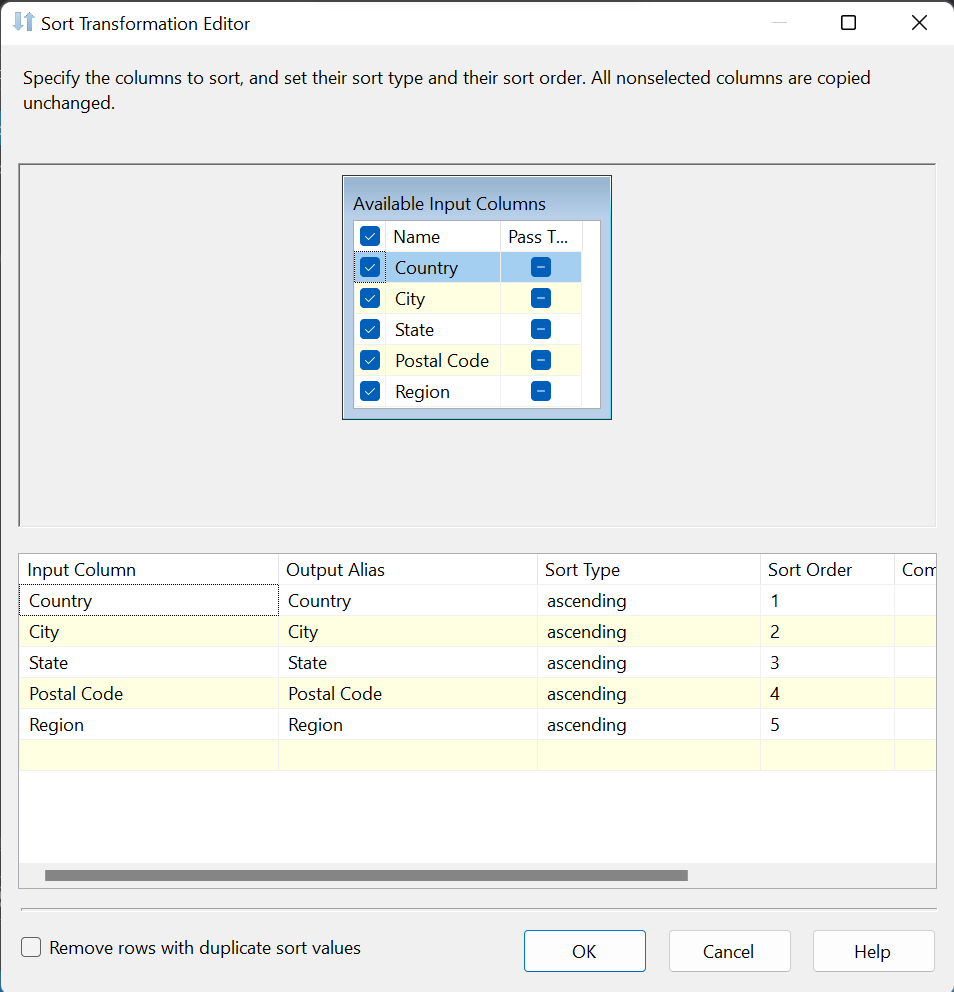 Sort Transformation Editor
Specify the columns to sort, and set their sort type and their sort order. All nonselected columns are copied
unchanged.
Available Input Columns
Name Pass T...
Country
City
State
Postal Code
Region
Input Column Output Alias Sort Type Sort Order Com
Country Country ascending 1
City City ascending 2
State State ascending 3
Postal Code Postal Code ascending 4
Region Region ascending 5
Remove rows with duplicate sort values OK Cancel Help